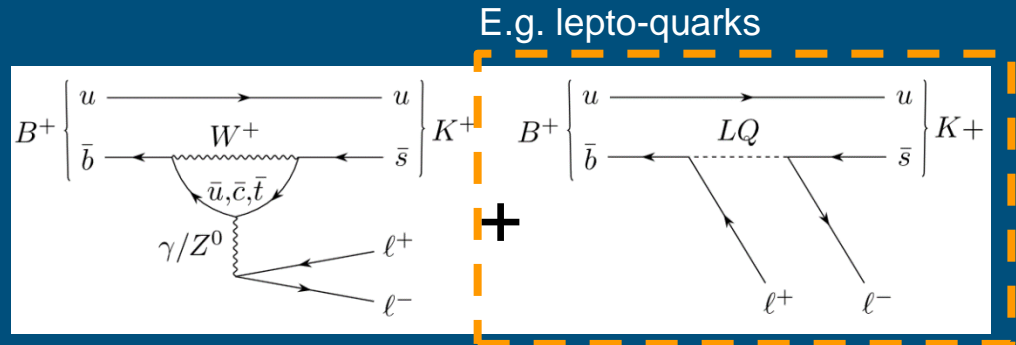 E.g. lepto-quarks
u u
B⁺ W⁺ K⁺
b̄ s̄
ū,c̄,t̄
γ/Z⁰
ℓ⁺
ℓ⁻
+
u u
B⁺ LQ K+
b̄ s̄
ℓ⁺ ℓ⁻